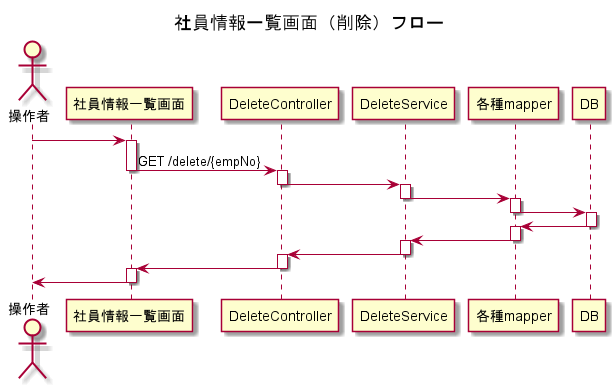 社員情報一覧画面（削除）フロー
操作者
社員情報一覧画面
DeleteController
DeleteService
各種mapper
DB
GET /delete/{empNo}
操作者
社員情報一覧画面
DeleteController
DeleteService
各種mapper
DB